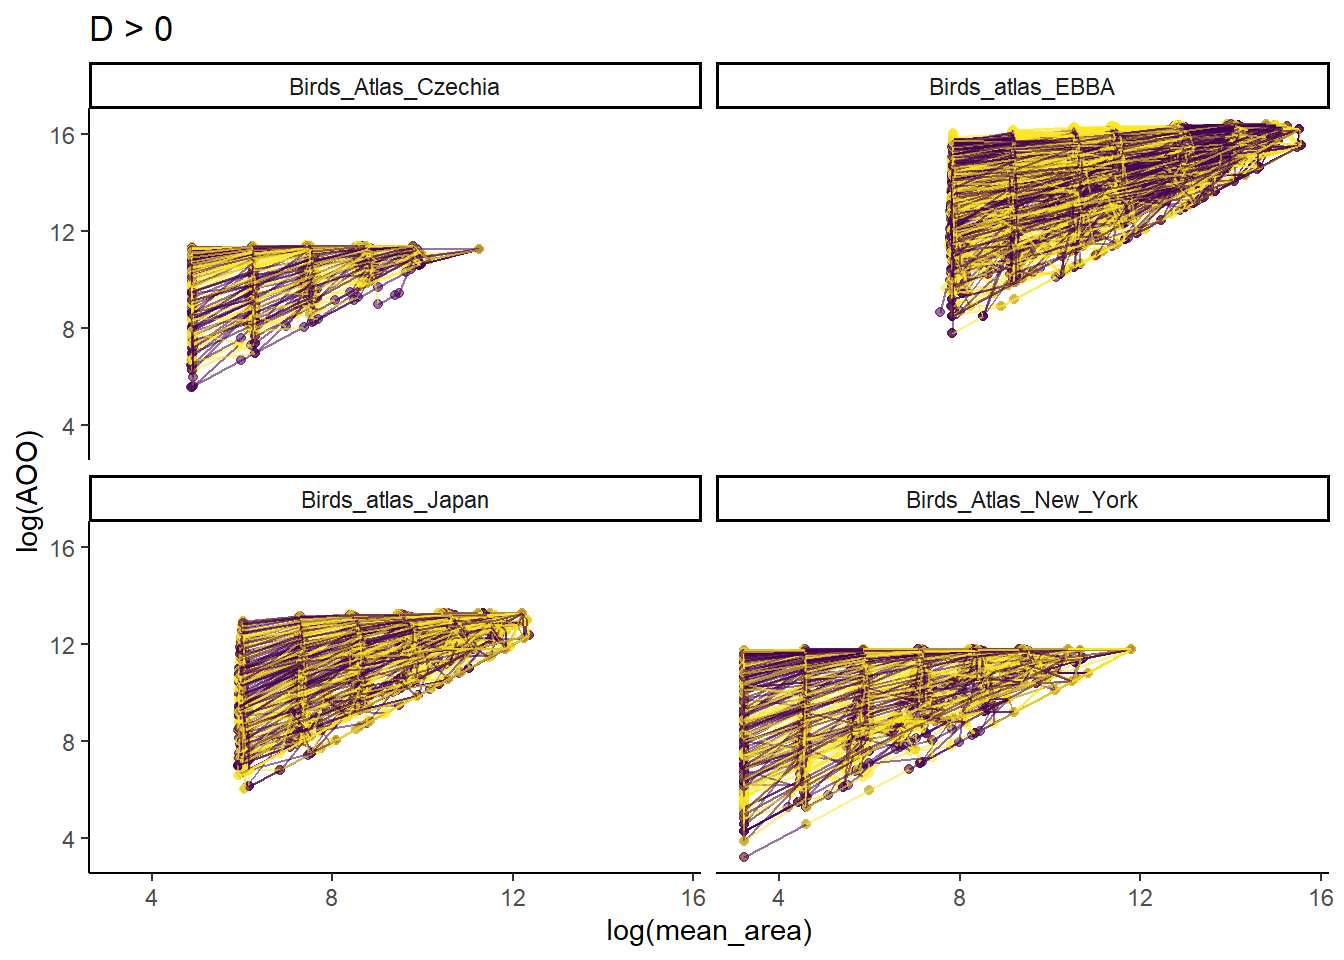 D > 0
Birds_Atlas_Czechia
Birds_atlas_EBBA
16
12
8
4
Birds_atlas_Japan
Birds_Atlas_New_York
16
12
8
4
log(AOO)
4
8
12
16
4
8
12
16
log(mean_area)